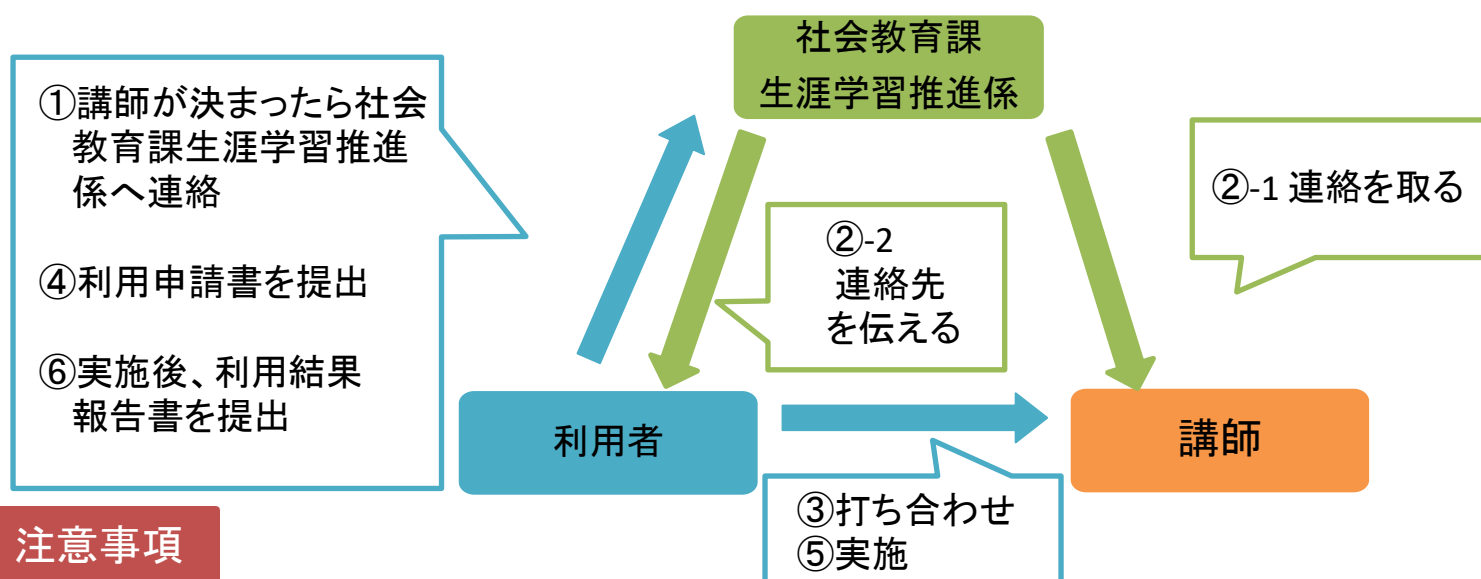 社会教育課
生涯学習推進係
①講師が決まったら社会
教育課生涯学習推進
係へ連絡
④利用申請書を提出
⑥実施後、利用結果
報告書を提出
②-1 連絡を取る
②-2
連絡先
を伝える
利用者
講師
③打ち合わせ
⑤実施
注意事項